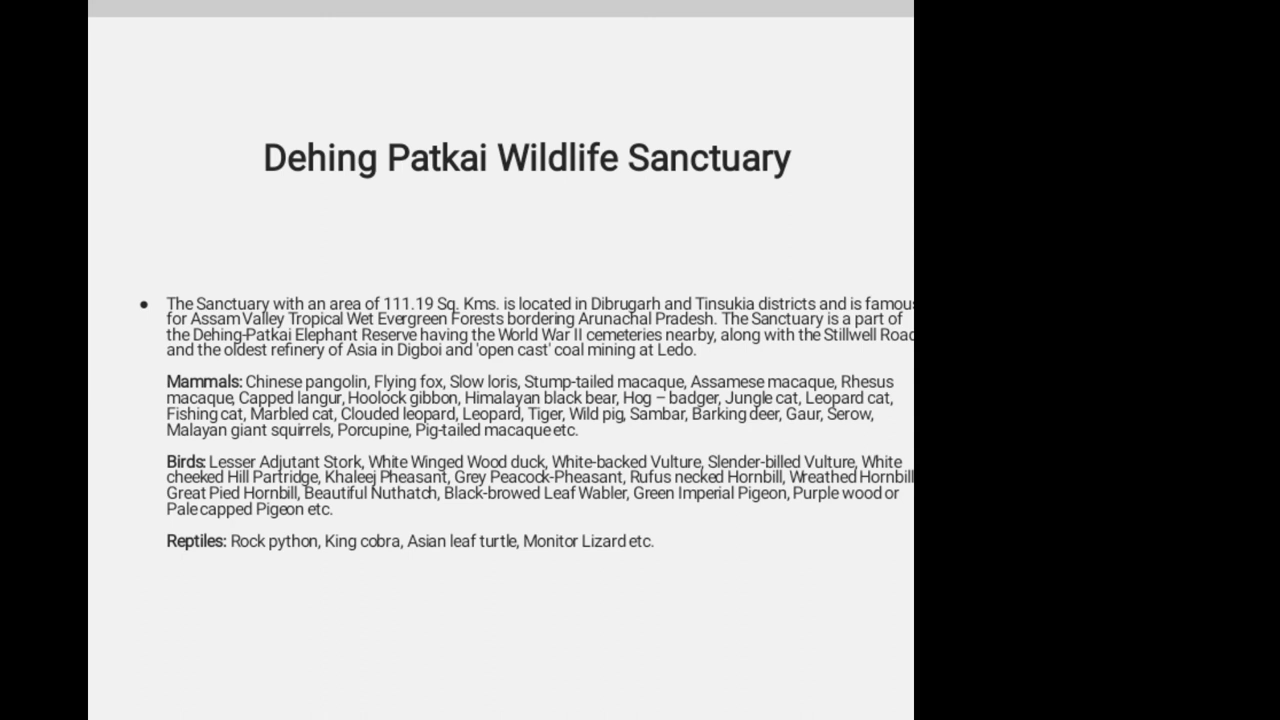 Dehing Patkai Wildlife Sanctuary
● The Sanctuary with an area of 111.19 Sq. Kms. is located in Dibrugarh and Tinsukia districts and is famous
for Assam Valley Tropical Wet Evergreen Forests bordering Arunachal Pradesh. The Sanctuary is a part of
the Dehing-Patkai Elephant Reserve having the World War II cemeteries nearby, along with the Stillwell Road
and the oldest refinery of Asia in Digboi and 'open cast' coal mining at Ledo.
Mammals: Chinese pangolin, Flying fox, Slow loris, Stump-tailed macaque, Assamese macaque, Rhesus
macaque, Capped langur, Hoolock gibbon, Himalayan black bear, Hog – badger, Jungle cat, Leopard cat,
Fishing cat, Marbled cat, Clouded leopard, Leopard, Tiger, Wild pig, Sambar, Barking deer, Gaur, Serow,
Malayan giant squirrels, Porcupine, Pig-tailed macaque etc.
Birds: Lesser Adjutant Stork, White Winged Wood duck, White-backed Vulture, Slender-billed Vulture, White
cheeked Hill Partridge, Khaleej Pheasant, Grey Peacock-Pheasant, Rufus necked Hornbill, Wreathed Hornbill
Great Pied Hornbill, Beautiful Nuthatch, Black-browed Leaf Wabler, Green Imperial Pigeon, Purple wood or
Pale capped Pigeon etc.
Reptiles: Rock python, King cobra, Asian leaf turtle, Monitor Lizard etc.